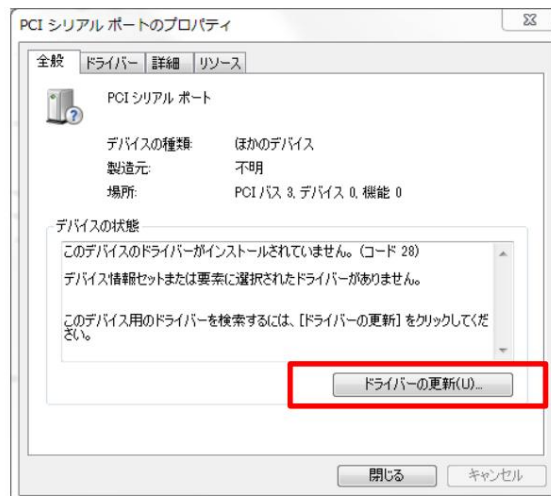 PCI シリアル ポートのプロパティ
全般 ドライバー 詳細 リソース
PCI シリアル ポート
デバイスの種類: ほかのデバイス
製造元: 不明
場所: PCI バス 3, デバイス 0, 機能 0
デバイスの状態
このデバイスのドライバーがインストールされていません。 (コード 28)
デバイス情報セットまたは要素に選択されたドライバーがありません。
このデバイス用のドライバーを検索するには、[ドライバーの更新] をクリックしてくだ
さい。
ドライバーの更新(U)...
閉じる キャンセル